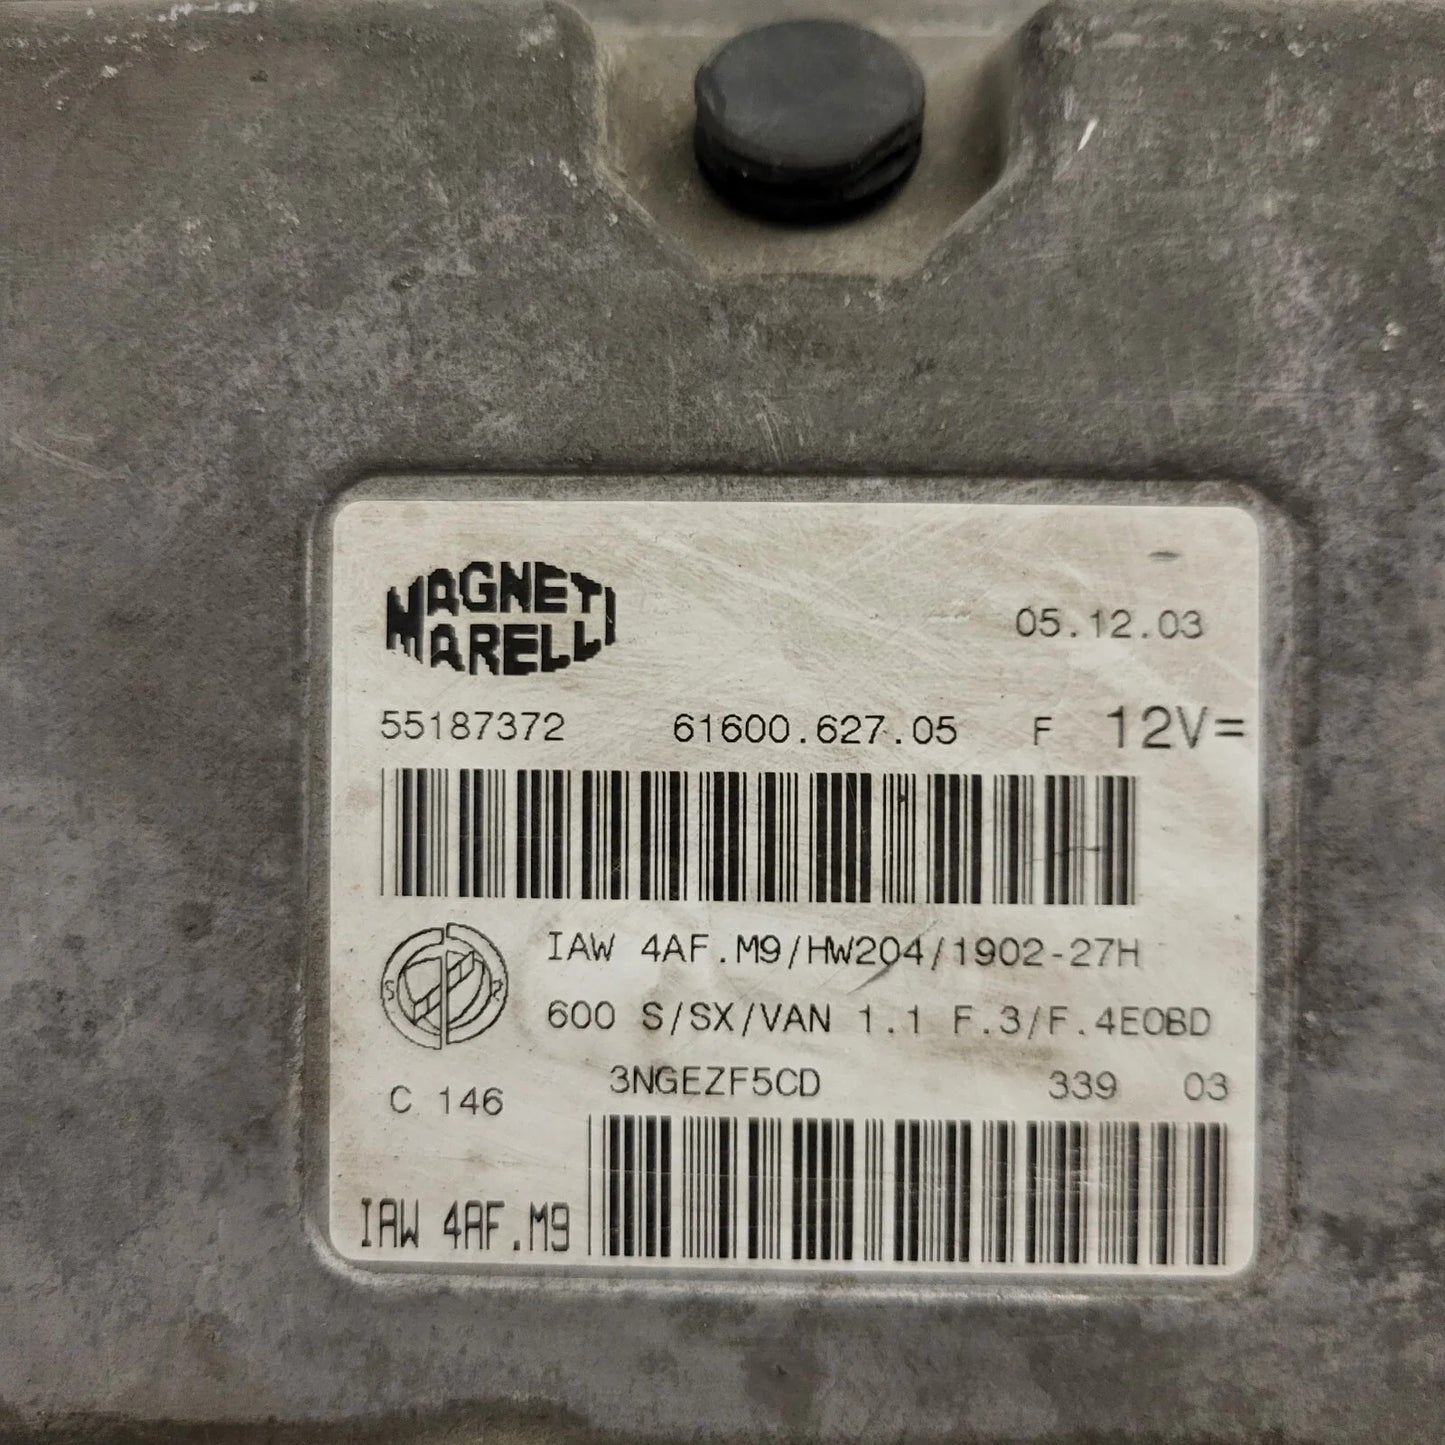 MAGNETI
MARELLI
05.12.03
55187372 61600.627.05 F 12V=
IAW 4AF.M9/HW204/1902-27H
S R
600 S/SX/VAN 1.1 F.3/F.4EOBD
3NGEZF5CD 339 03
C 146
IAW 4AF.M9